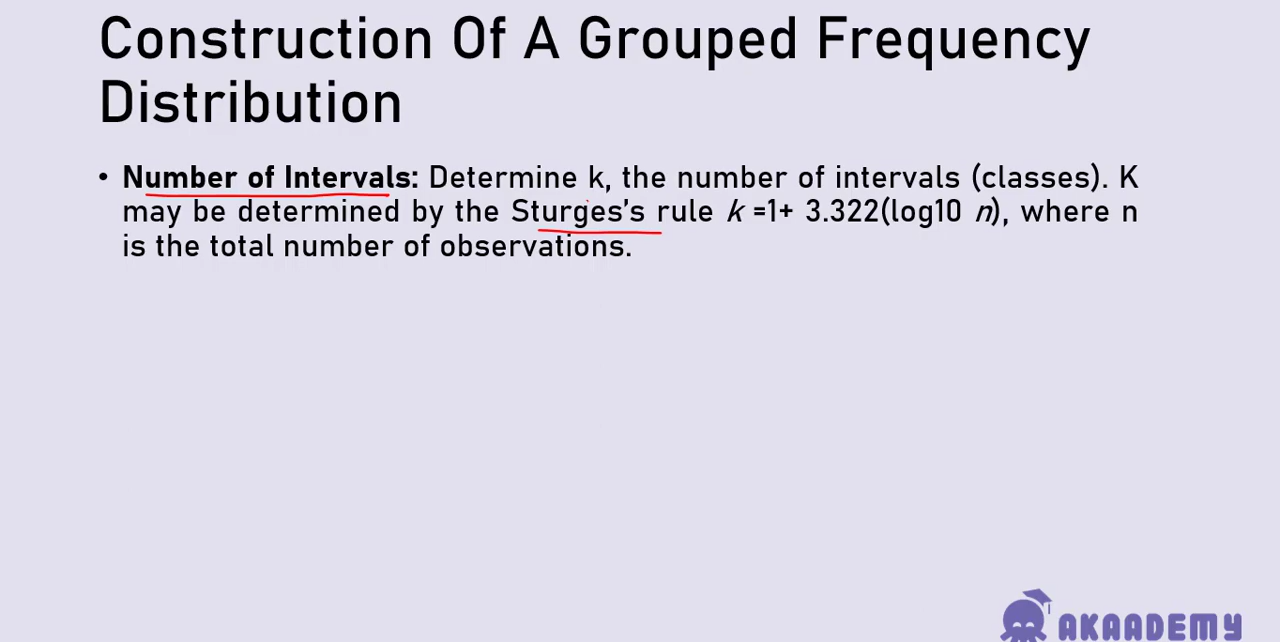 Construction Of A Grouped Frequency
Distribution
• Number of Intervals: Determine k, the number of intervals (classes). K
may be determined by the Sturges’s rule k =1+ 3.322(log10 n), where n
is the total number of observations.
AKAADEMY